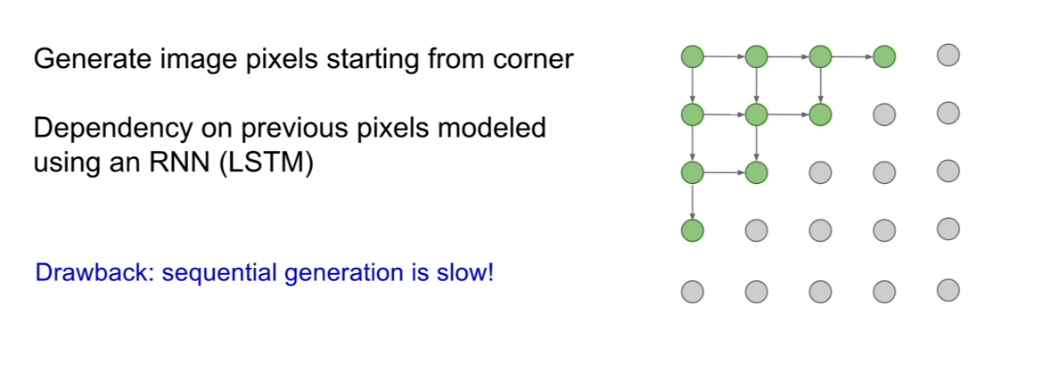 Generate image pixels starting from corner
Dependency on previous pixels modeled
using an RNN (LSTM)
Drawback: sequential generation is slow!